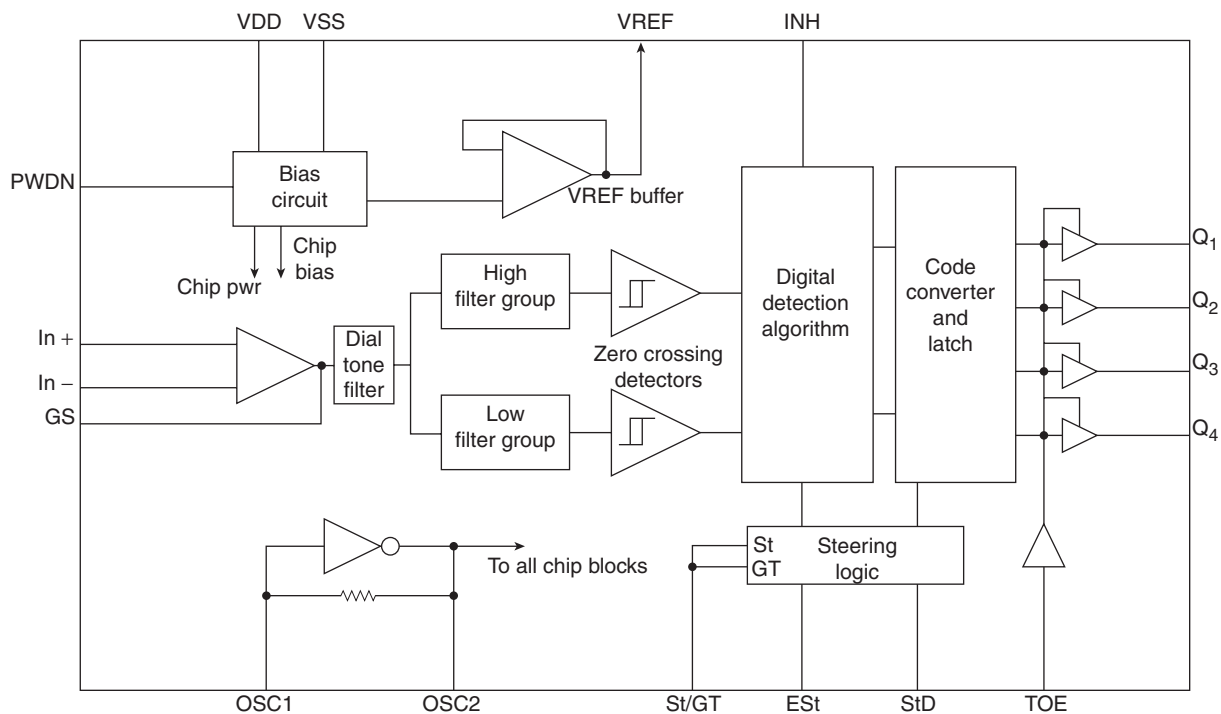 VDD VSS VREF INH
PWDN
Bias
circuit
VREF buffer
Chip
bias
Chip pwr
In +
In −
GS
Dial
tone
filter
High
filter group
Low
filter group
Zero crossing
detectors
Digital
detection
algorithm
Code
converter
and
latch
Q1
Q2
Q3
Q4
To all chip blocks
St
GT
Steering
logic
OSC1 OSC2 St/GT ESt StD TOE